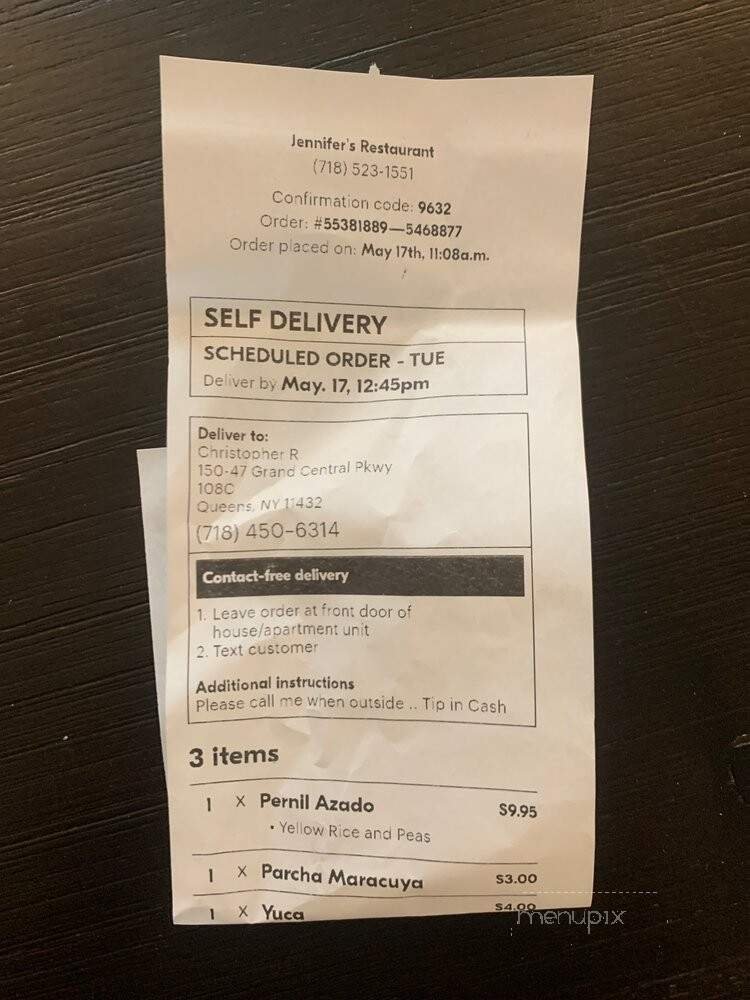 Jennifer's Restaurant
(718) 523-1551
Confirmation code: 9632
Order: #55381889—5468877
Order placed on: May 17th, 11:08a.m.
SELF DELIVERY
SCHEDULED ORDER - TUE
Deliver by May. 17, 12:45pm
Deliver to:
Christopher R
150-47 Grand Central Pkwy
108C
Queens, NY 11432
(718) 450-6314
Contact-free delivery
1. Leave order at front door of
house/apartment unit
2. Text customer
Additional instructions
Please call me when outside .. Tip in Cash
3 items
1 X Pernil Azado $9.95
• Yellow Rice and Peas
1 X Parcha Maracuya $3.00
1 X Yuca $4.00
menupix